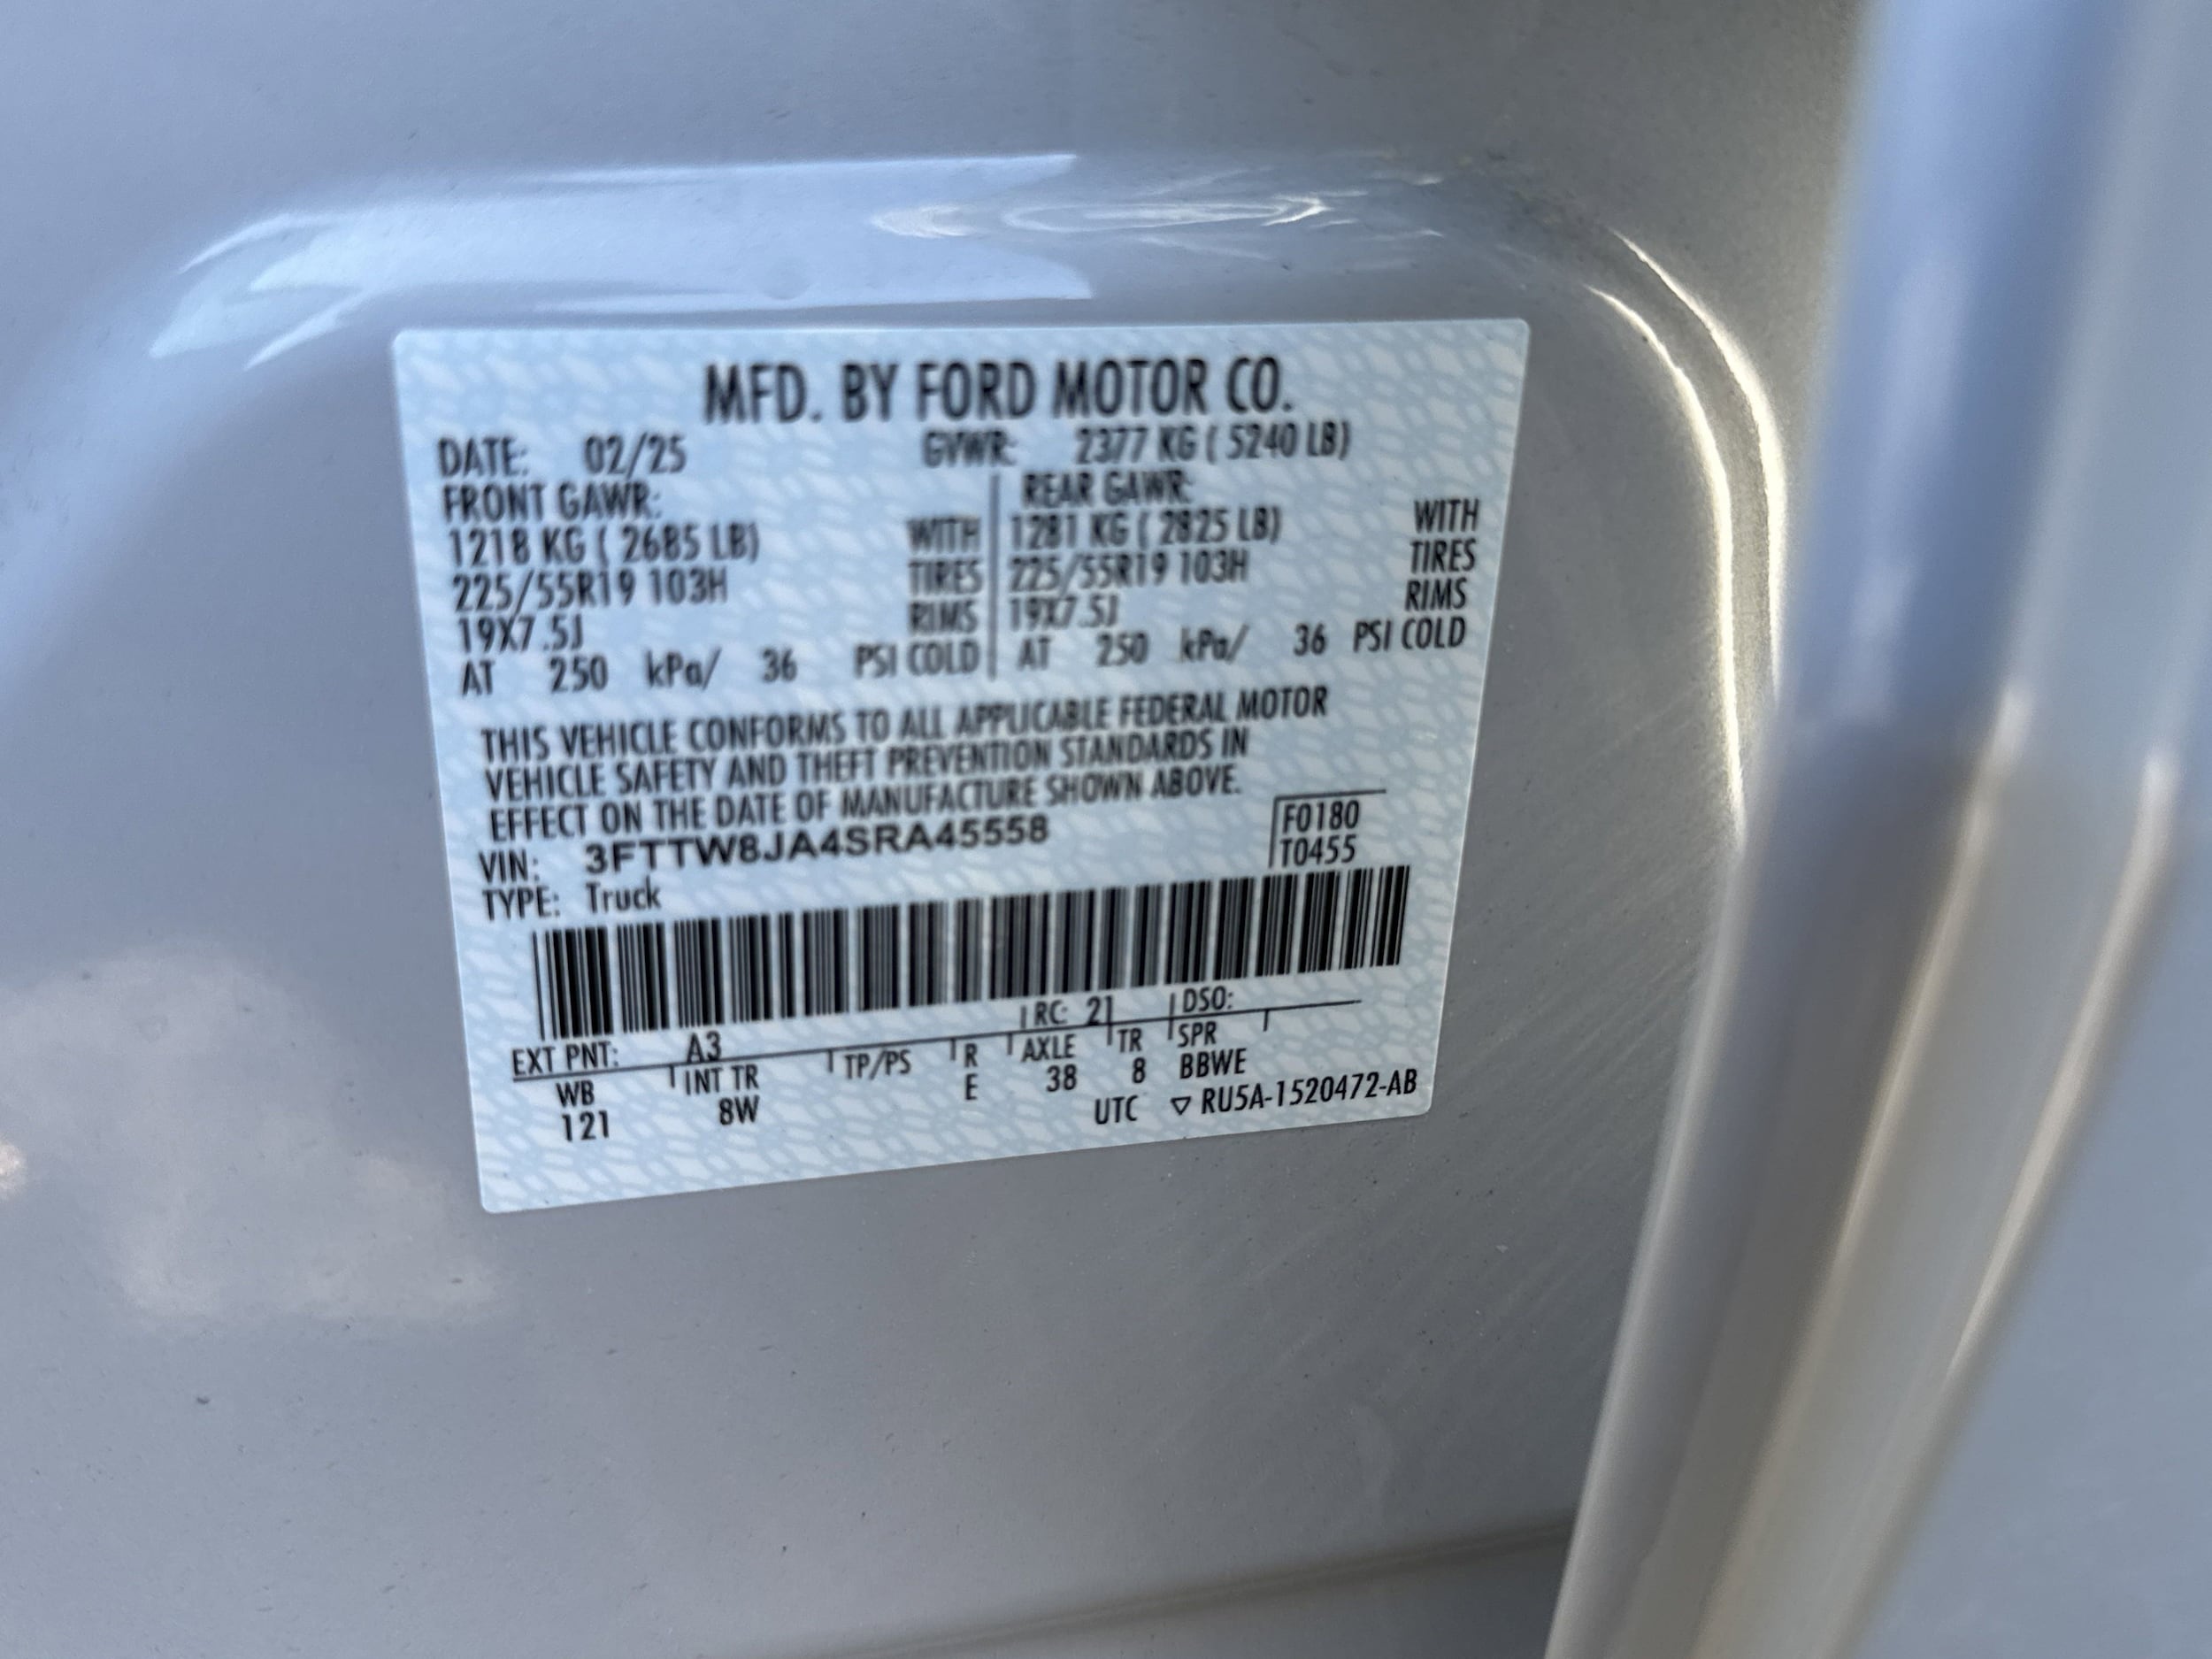 MFD. BY FORD MOTOR CO.
DATE: 02/25 GVWR: 2377 KG ( 5240 LB)
FRONT GAWR: REAR GAWR:
1218 KG ( 2685 LB) WITH 1281 KG ( 2825 LB) WITH
225/55R19 103H TIRES 225/55R19 103H TIRES
19X7.5J RIMS 19X7.5J RIMS
AT 250 kPa/ 36 PSI COLD AT 250 kPa/ 36 PSI COLD
THIS VEHICLE CONFORMS TO ALL APPLICABLE FEDERAL MOTOR
VEHICLE SAFETY AND THEFT PREVENTION STANDARDS IN
EFFECT ON THE DATE OF MANUFACTURE SHOWN ABOVE.
VIN: 3FTTW8JA4SRA45558 F0180
TYPE: Truck T0455
EXT PNT: A3 RC: 21 DSO:
WB INT TR TP/PS R AXLE TR SPR
121 8W E 38 8 BBWE
UTC ▽ RU5A-1520472-AB